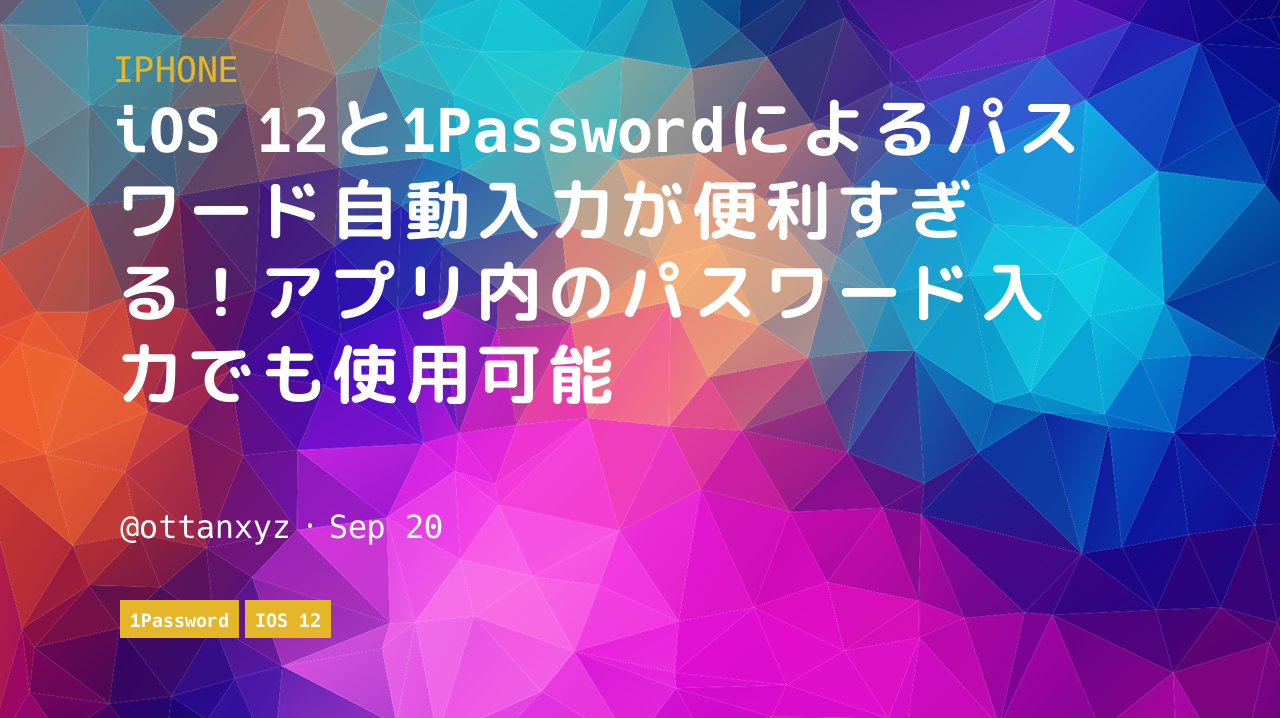 IPHONE
iOS 12と1Passwordによるパス
ワード自動入力が便利すぎ
る！アプリ内のパスワード入
力でも使用可能
@ottanxyz · Sep 20
1Password IOS 12